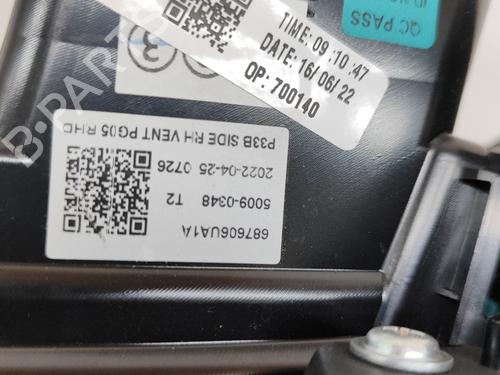 QC PASS
TIME: 09:10:47
DATE: 16/06/22
OP: 700140
3
P33B SIDE RH VENT PG05 RHD
2022-04-25 0726
5009-0348 T2
687606UA1A
B-PARTS